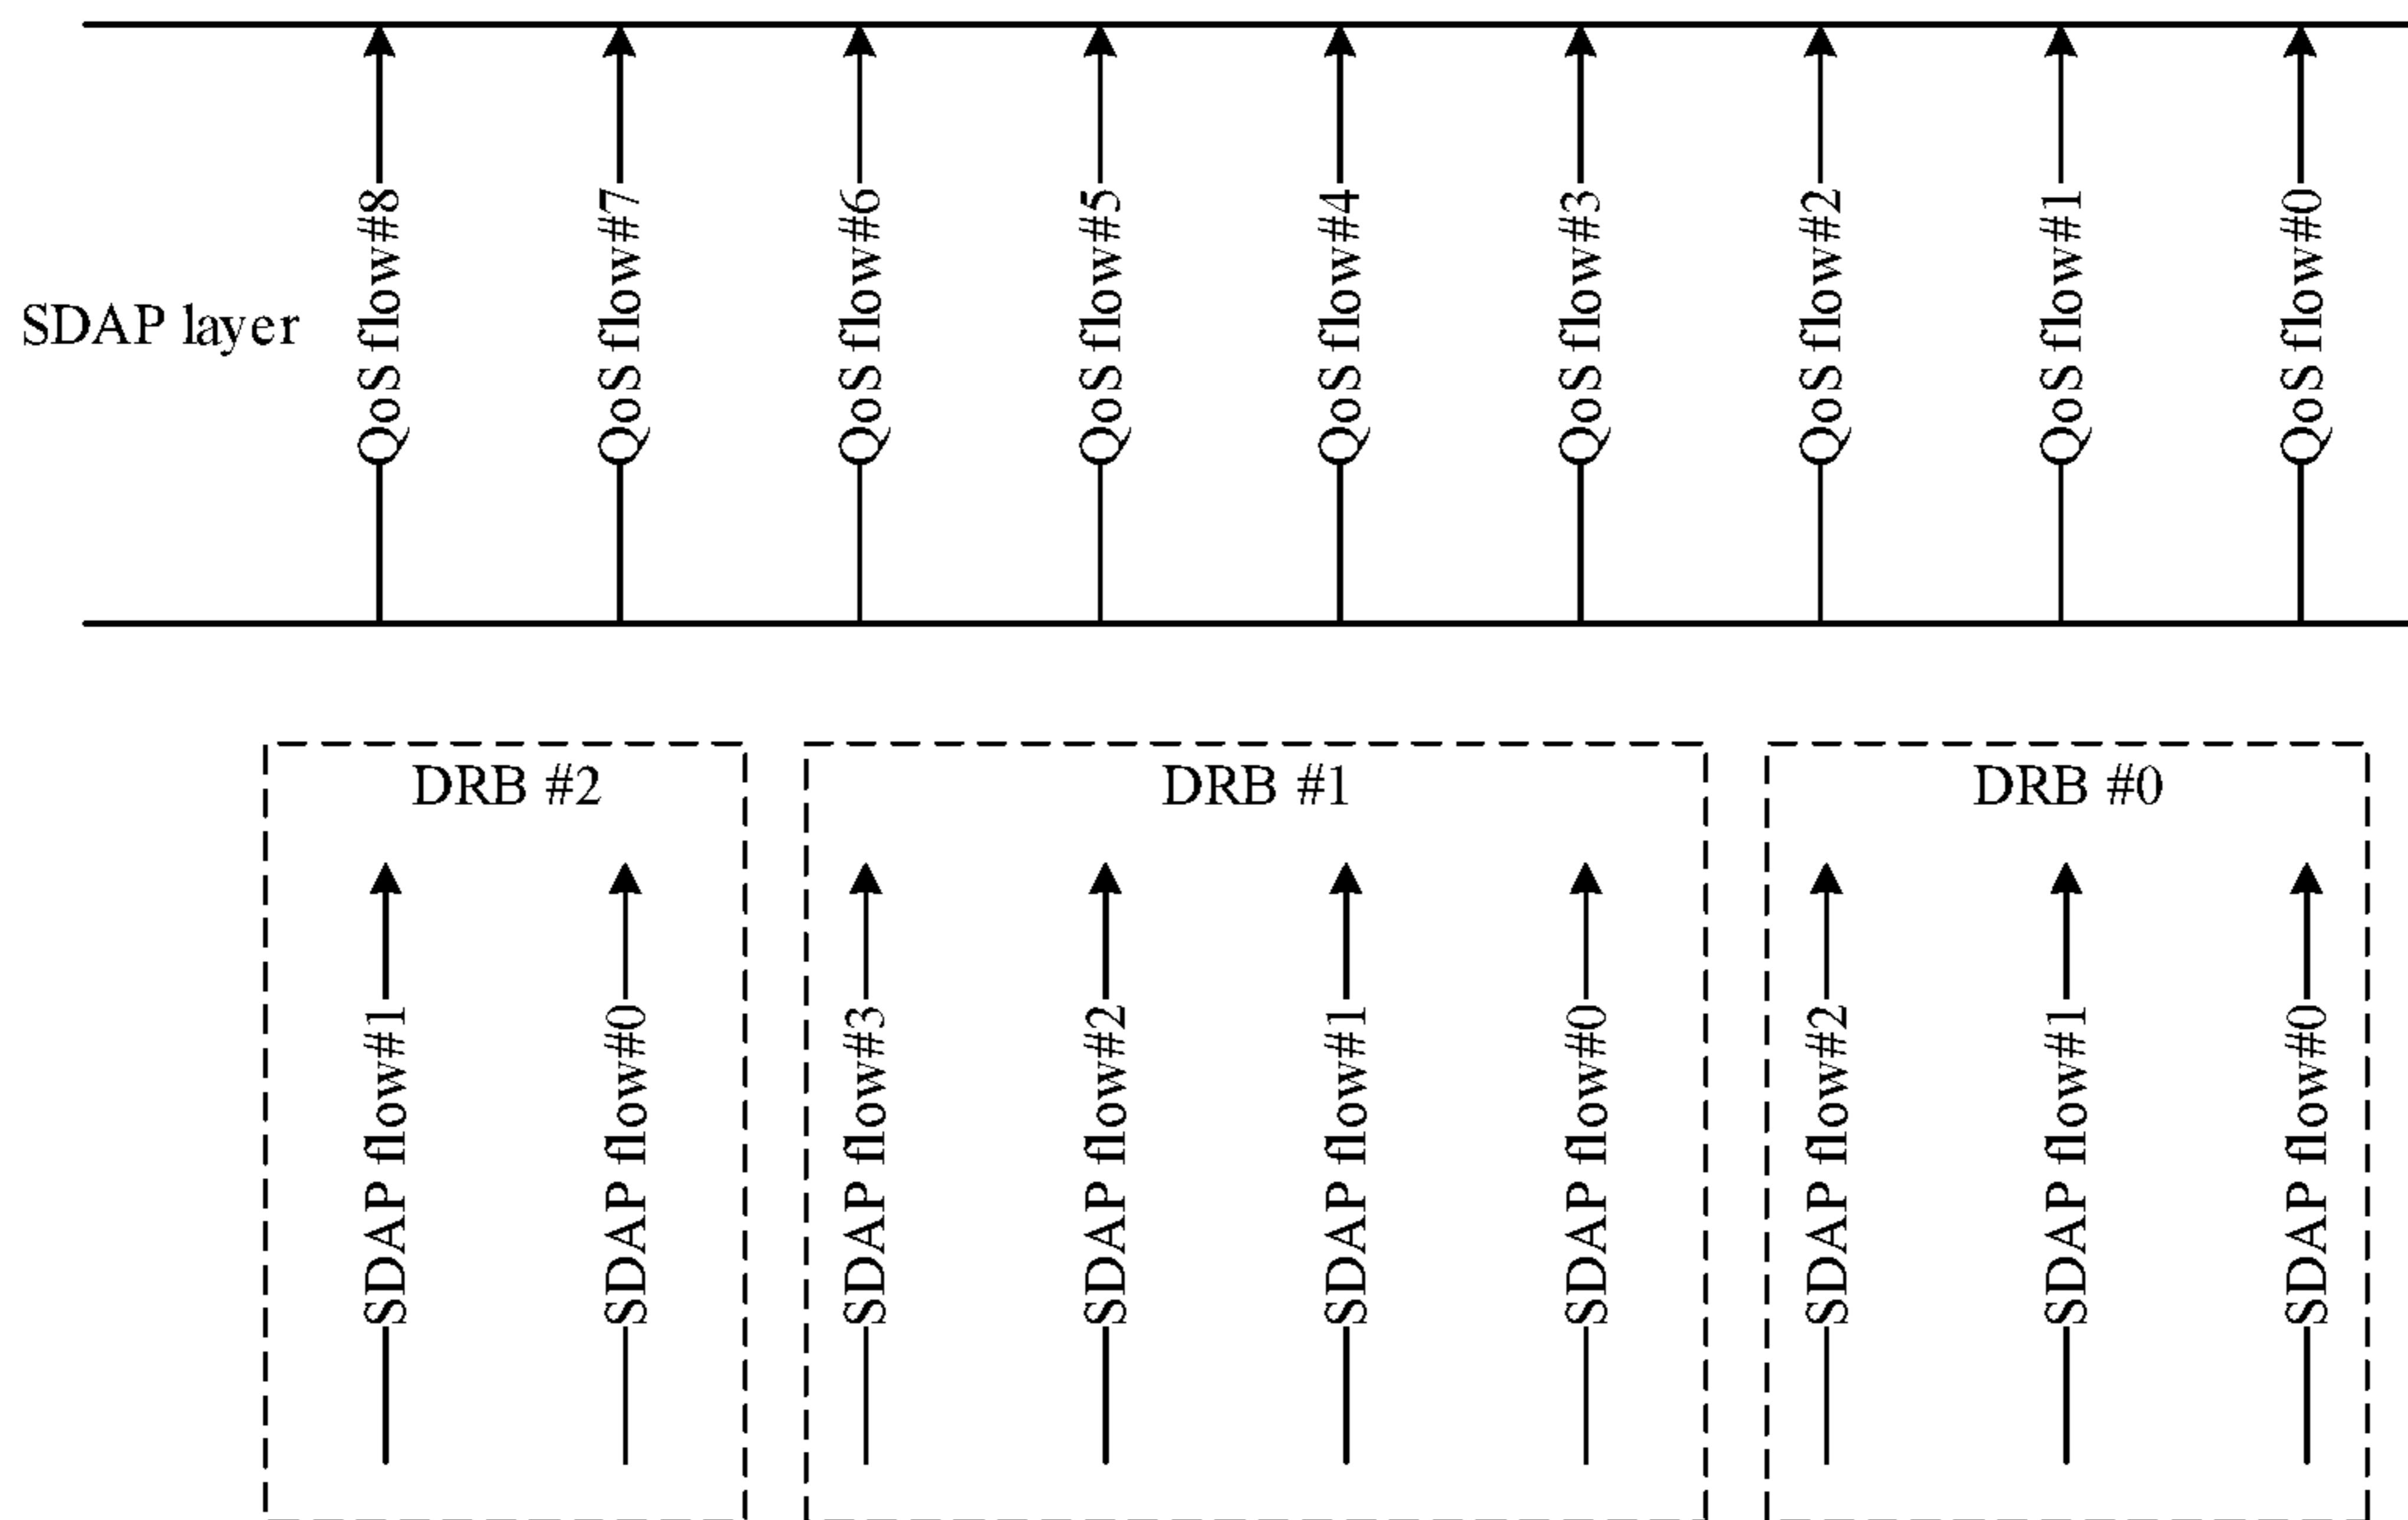 SDAP layer
QoS flow#8
QoS flow#7
QoS flow#6
QoS flow#5
QoS flow#4
QoS flow#3
QoS flow#2
QoS flow#1
QoS flow#0
DRB #2
SDAP flow#1
SDAP flow#0
DRB #1
SDAP flow#3
SDAP flow#2
SDAP flow#1
SDAP flow#0
DRB #0
SDAP flow#2
SDAP flow#1
SDAP flow#0